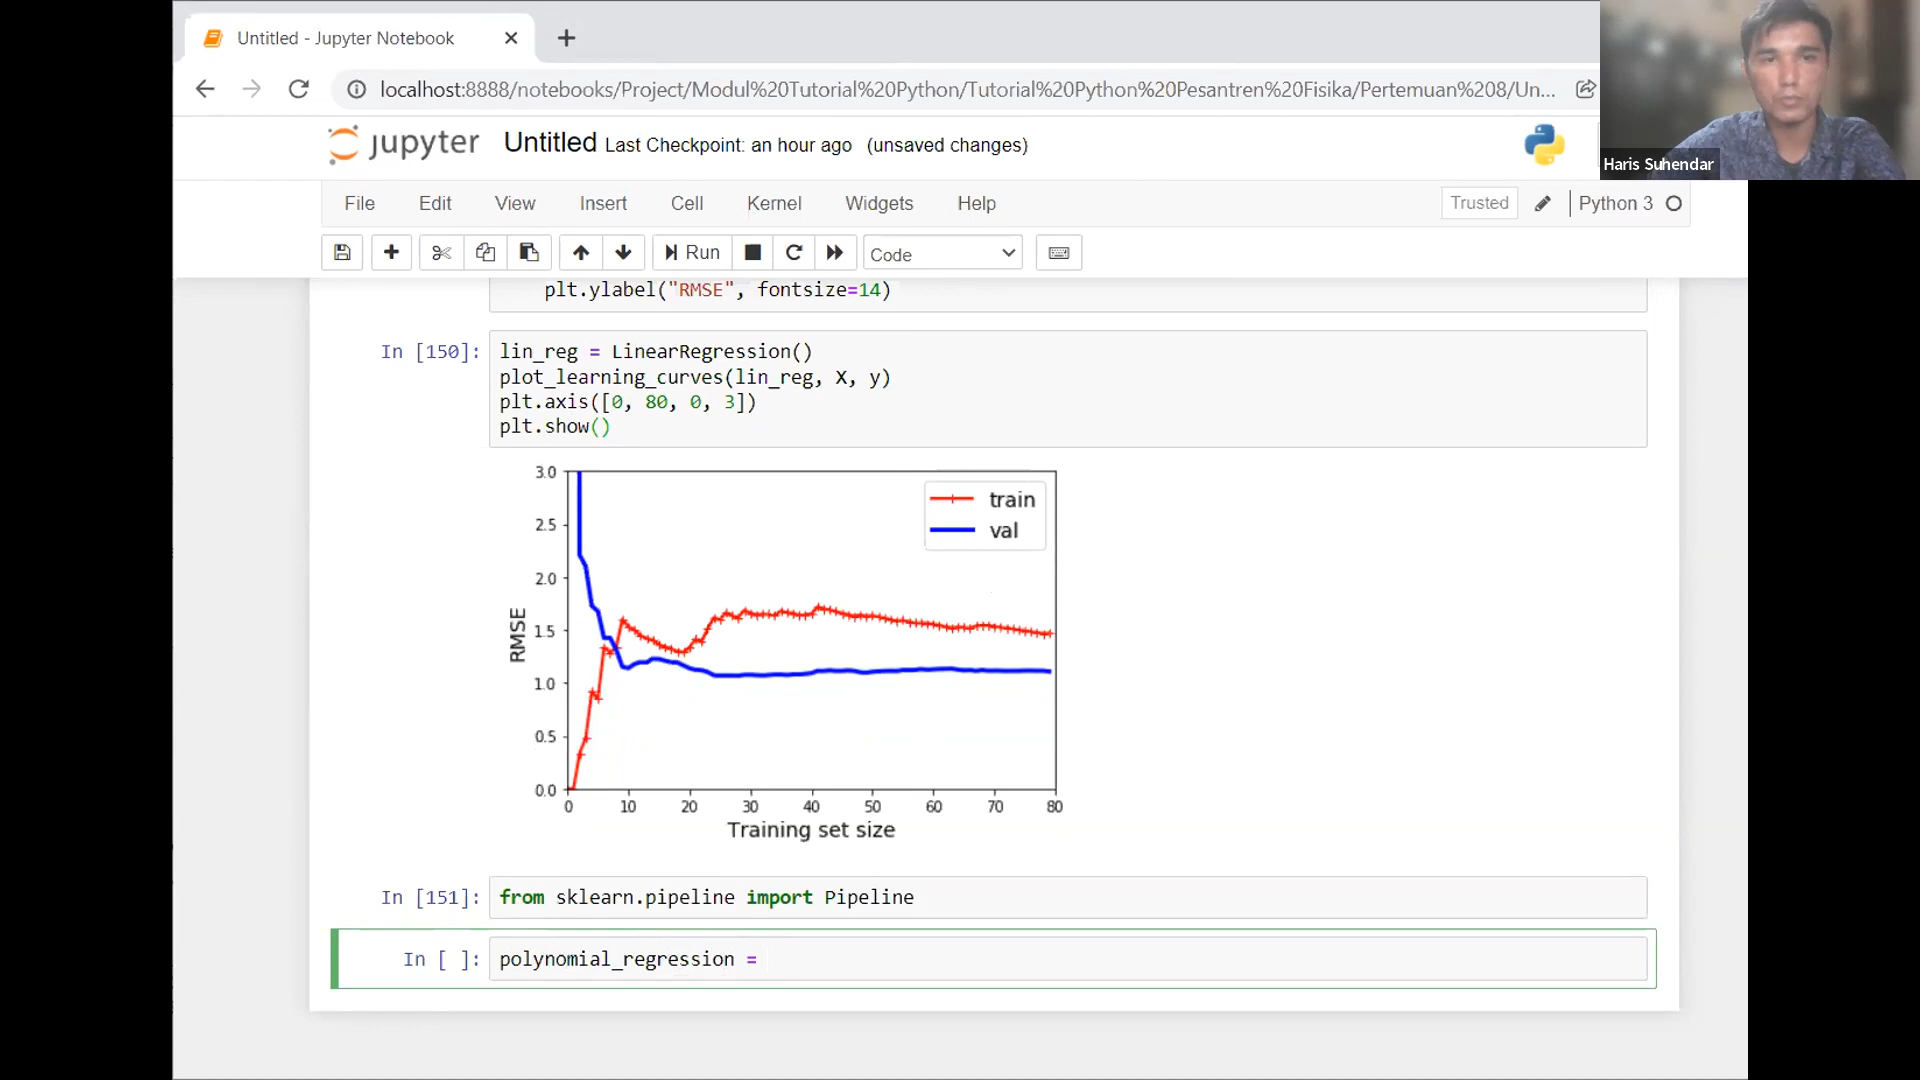 Untitled - Jupyter Notebook
localhost:8888/notebooks/Project/Modul%20Tutorial%20Python/Tutorial%20Python%20Pesantren%20Fisika/Pertemuan%208/Un...
Haris Suhendar
jupyter Untitled Last Checkpoint: an hour ago (unsaved changes)
File Edit View Insert Cell Kernel Widgets Help Trusted Python 3
Run Code
plt.ylabel("RMSE", fontsize=14)
In [150]: lin_reg = LinearRegression()
plot_learning_curves(lin_reg, X, y)
plt.axis([0, 80, 0, 3])
plt.show()
3.0
2.5
2.0
1.5
1.0
0.5
0.0
RMSE
train
val
0 10 20 30 40 50 60 70 80
Training set size
In [151]: from sklearn.pipeline import Pipeline
In [ ]: polynomial_regression =